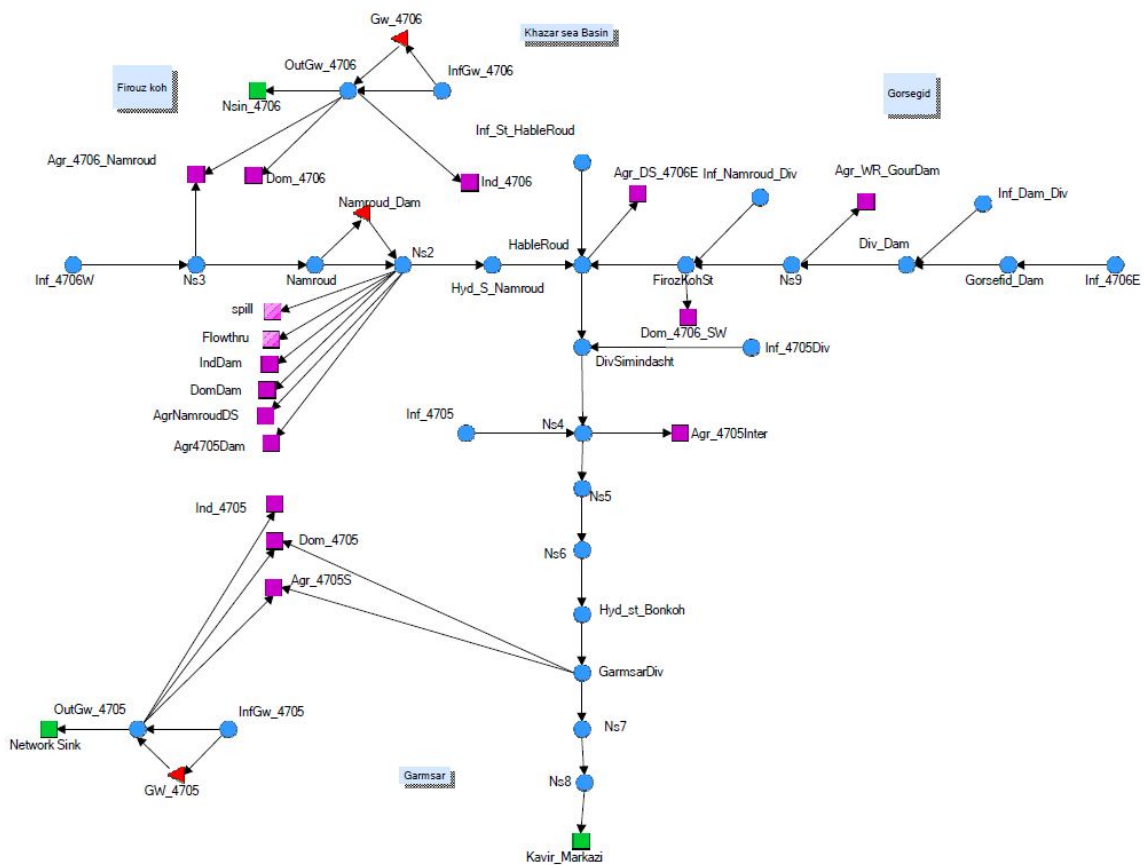 Gw_4706
Khazar sea Basin
OutGw_4706
InfGw_4706
Firouz koh
Gorsegid
Nsin_4706
Inf_St_HableRoud
Agr_4706_Namroud
Dom_4706
Ind_4706
Agr_DS_4706E
Inf_Namroud_Div
Agr_WR_GourDam
Inf_Dam_Div
Namroud_Dam
HableRoud
Div_Dam
Ns2
Inf_4706W
Ns3
Namroud
Hyd_S_Namroud
FirozKohSt
Ns9
Gorsefid_Dam
Inf_4706E
spill
Flowthru
Dom_4706_SW
IndDam
DivSimindasht
Inf_4705Div
DomDam
AgrNamroudDS
Inf_4705
Ns4
Agr_4705Inter
Agr4705Dam
Ns5
Ind_4705
Dom_4705
Ns6
Agr_4705S
Hyd_st_Bonkoh
GarmsarDiv
OutGw_4705
InfGw_4705
Ns7
Network Sink
Garmsar
Ns8
GW_4705
Kavir_Markazi